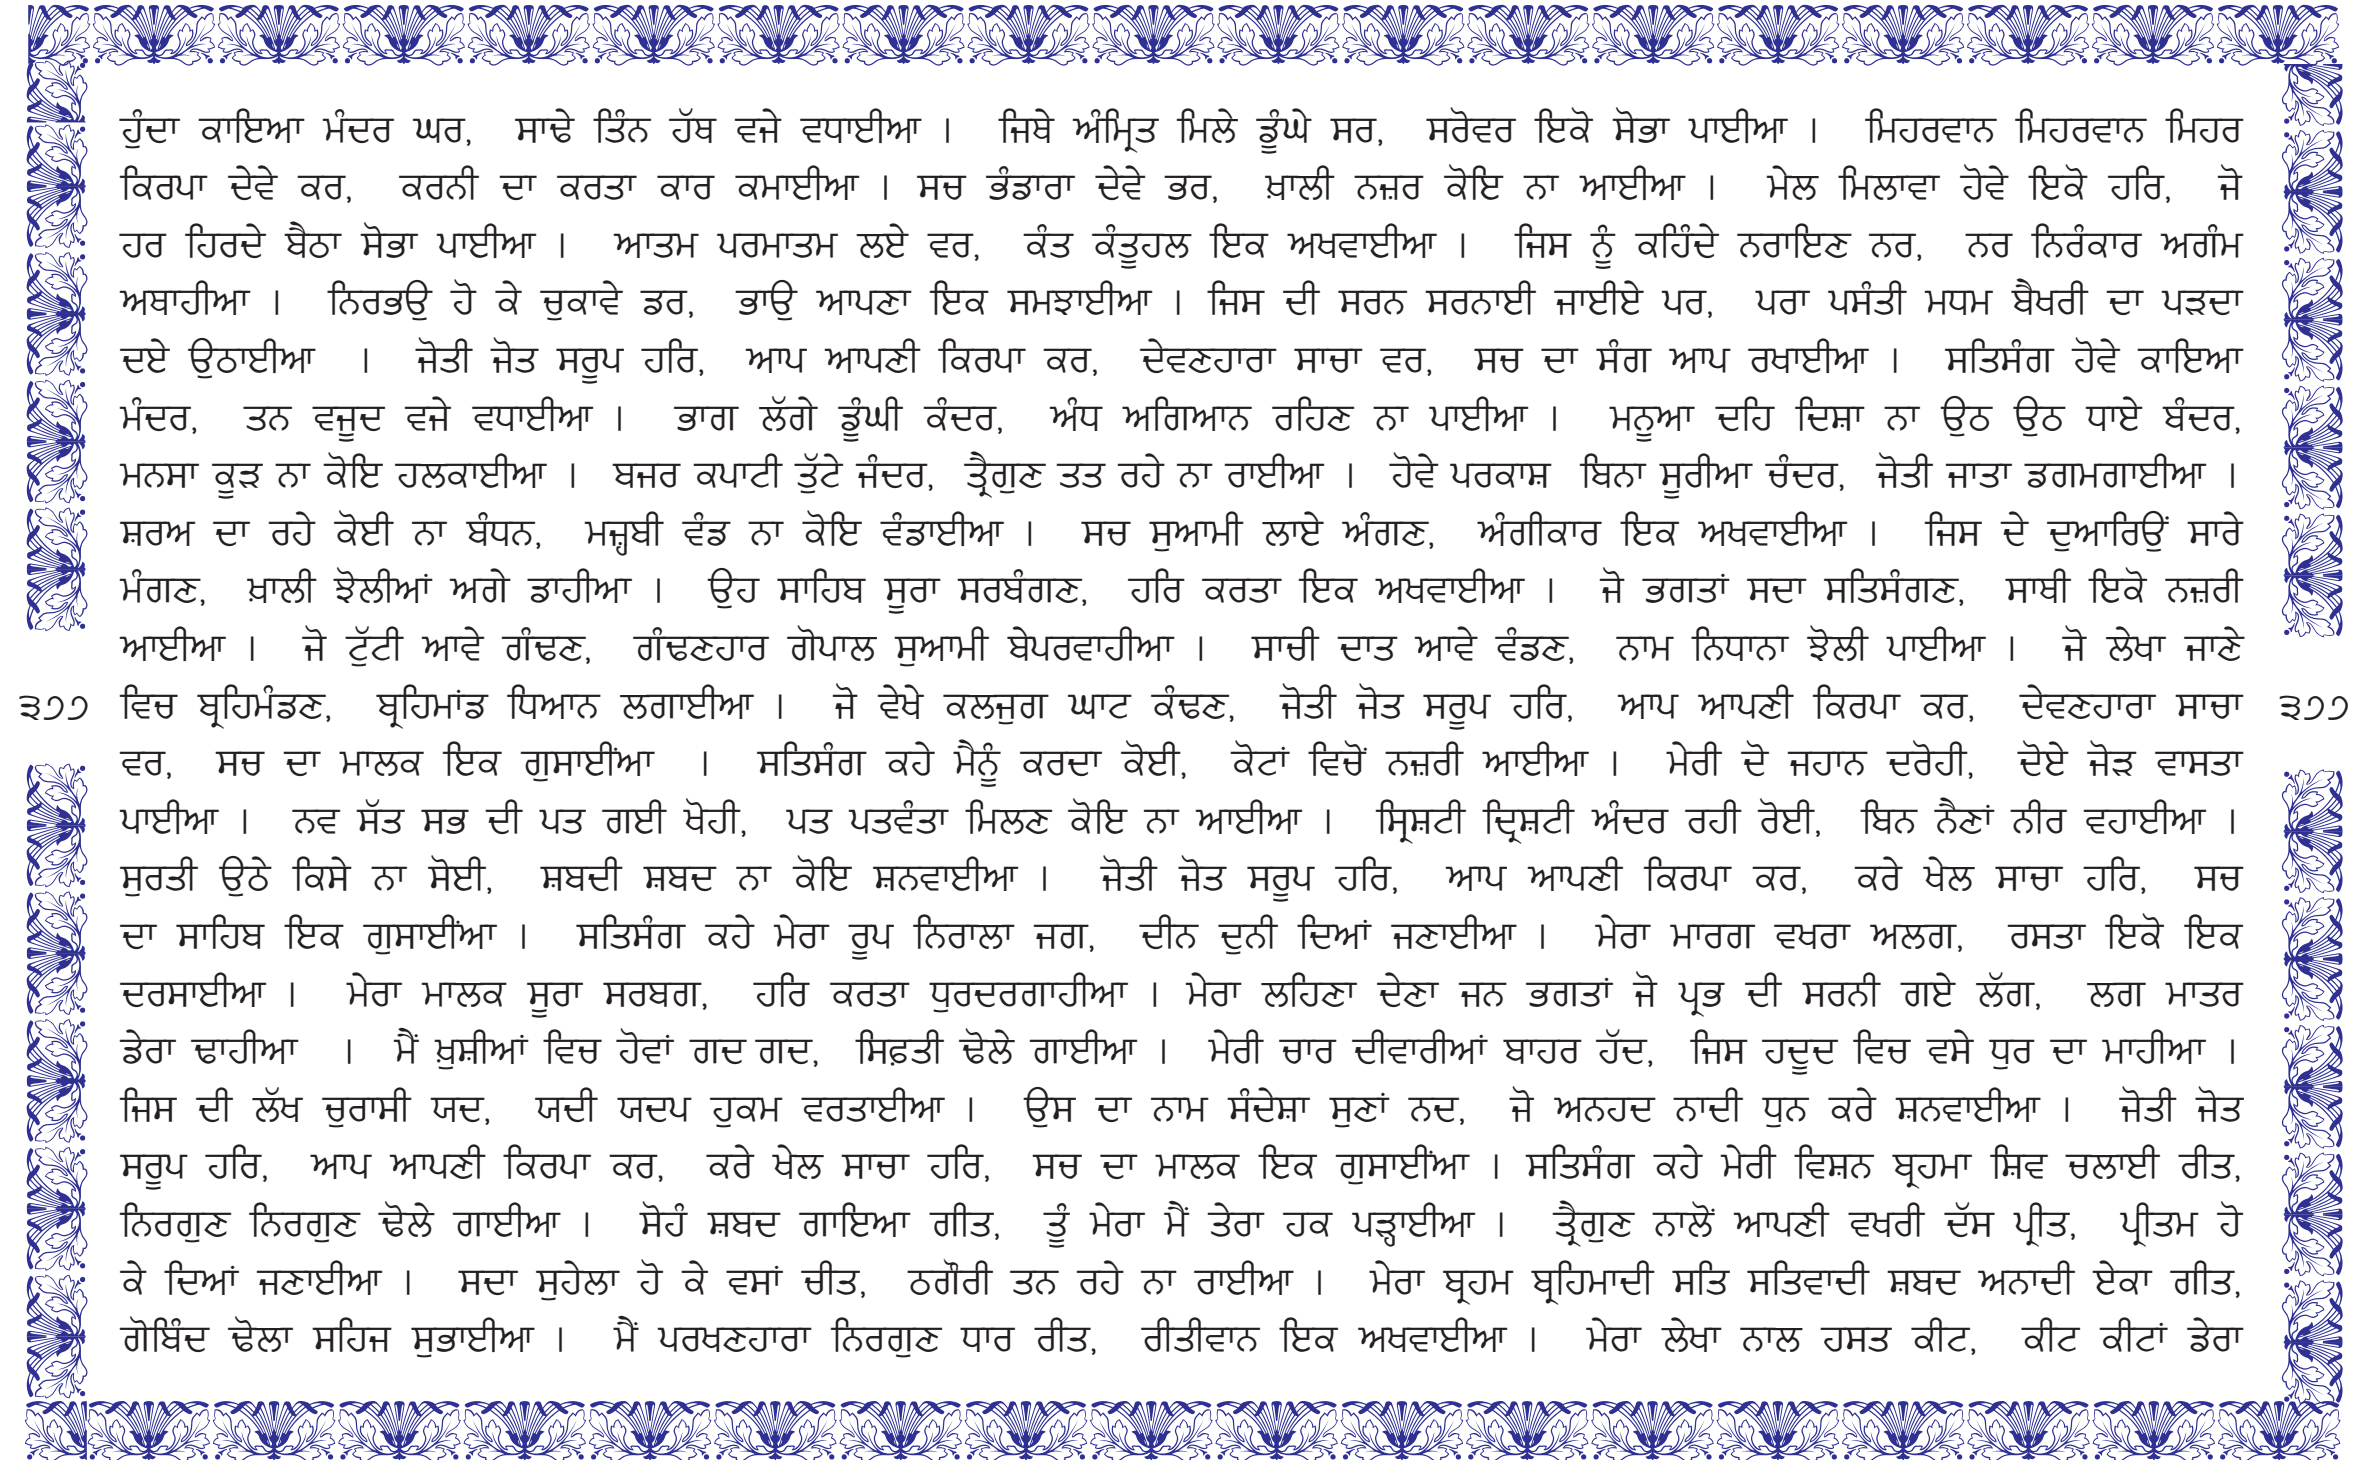 ਹੁੰਦਾ ਕਾਇਆ ਮੰਦਰ ਘਰ, ਸਾਢੇ ਤਿੰਨ ਹੱਥ ਵਜੇ ਵਧਾਈਆ । ਜਿਥੇ ਅੰਮ੍ਰਿਤ ਮਿਲੇ ਡੂੰਘੇ ਸਰ, ਸਰੋਵਰ ਇਕੋ ਸੋਭਾ ਪਾਈਆ । ਮਿਹਰਵਾਨ ਮਿਹਰਵਾਨ ਮਿਹਰ
ਕਿਰਪਾ ਦੇਵੇ ਕਰ, ਕਰਨੀ ਦਾ ਕਰਤਾ ਕਾਰ ਕਮਾਈਆ । ਸਚ ਭੰਡਾਰਾ ਦੇਵੇ ਭਰ, ਖ਼ਾਲੀ ਨਜ਼ਰ ਕੋਇ ਨਾ ਆਈਆ । ਮੇਲ ਮਿਲਾਵਾ ਹੋਵੇ ਇਕੋ ਹਰਿ, ਜੋ
ਹਰ ਹਿਰਦੇ ਬੈਠਾ ਸੋਭਾ ਪਾਈਆ । ਆਤਮ ਪਰਮਾਤਮ ਲਏ ਵਰ, ਕੰਤ ਕੰਤੂਹਲ ਇਕ ਅਖਵਾਈਆ । ਜਿਸ ਨੂੰ ਕਹਿੰਦੇ ਨਰਾਇਣ ਨਰ, ਨਰ ਨਿਰੰਕਾਰ ਅਗੰਮ
ਅਥਾਹੀਆ । ਨਿਰਭਉ ਹੋ ਕੇ ਚੁਕਾਵੇ ਡਰ, ਭਾਉ ਆਪਣਾ ਇਕ ਸਮਝਾਈਆ । ਜਿਸ ਦੀ ਸਰਨ ਸਰਨਾਈ ਜਾਈਏ ਪਰ, ਪਰਾ ਪਸੰਤੀ ਮਧਮ ਬੈਖਰੀ ਦਾ ਪੜਦਾ
ਦਏ ਉਠਾਈਆ । ਜੋਤੀ ਜੋਤ ਸਰੂਪ ਹਰਿ, ਆਪ ਆਪਣੀ ਕਿਰਪਾ ਕਰ, ਦੇਵਣਹਾਰਾ ਸਾਚਾ ਵਰ, ਸਚ ਦਾ ਸੰਗ ਆਪ ਰਖਾਈਆ । ਸਤਿਸੰਗ ਹੋਵੇ ਕਾਇਆ
ਮੰਦਰ, ਤਨ ਵਜੂਦ ਵਜੇ ਵਧਾਈਆ । ਭਾਗ ਲੱਗੇ ਡੂੰਘੀ ਕੰਦਰ, ਅੰਧ ਅਗਿਆਨ ਰਹਿਣ ਨਾ ਪਾਈਆ । ਮਨੂਆ ਦਹਿ ਦਿਸ਼ਾ ਨਾ ਉਠ ਉਠ ਧਾਏ ਬੰਦਰ,
ਮਨਸਾ ਕੂੜ ਨਾ ਕੋਇ ਹਲਕਾਈਆ । ਬਜਰ ਕਪਾਟੀ ਤੁੱਟੇ ਜੰਦਰ, ਤ੍ਰੈਗੁਣ ਤਤ ਰਹੇ ਨਾ ਰਾਈਆ । ਹੋਵੇ ਪਰਕਾਸ਼ ਬਿਨਾ ਸੂਰੀਆ ਚੰਦਰ, ਜੋਤੀ ਜਾਤਾ ਡਗਮਗਾਈਆ ।
ਸ਼ਰਅ ਦਾ ਰਹੇ ਕੋਈ ਨਾ ਬੰਧਨ, ਮਜ਼੍ਹਬੀ ਵੰਡ ਨਾ ਕੋਇ ਵੰਡਾਈਆ । ਸਚ ਸੁਆਮੀ ਲਾਏ ਅੰਗਣ, ਅੰਗੀਕਾਰ ਇਕ ਅਖਵਾਈਆ । ਜਿਸ ਦੇ ਦੁਆਰਿਉਂ ਸਾਰੇ
ਮੰਗਣ, ਖ਼ਾਲੀ ਝੋਲੀਆਂ ਅਗੇ ਡਾਹੀਆ । ਉਹ ਸਾਹਿਬ ਸੂਰਾ ਸਰਬੰਗਣ, ਹਰਿ ਕਰਤਾ ਇਕ ਅਖਵਾਈਆ । ਜੋ ਭਗਤਾਂ ਸਦਾ ਸਤਿਸੰਗਣ, ਸਾਥੀ ਇਕੋ ਨਜ਼ਰੀ
ਆਈਆ । ਜੋ ਟੁੱਟੀ ਆਵੇ ਗੰਢਣ, ਗੰਢਣਹਾਰ ਗੋਪਾਲ ਸੁਆਮੀ ਬੇਪਰਵਾਹੀਆ । ਸਾਚੀ ਦਾਤ ਆਵੇ ਵੰਡਣ, ਨਾਮ ਨਿਧਾਨਾ ਝੋਲੀ ਪਾਈਆ । ਜੋ ਲੇਖਾ ਜਾਣੇ
੩੭੭ ਵਿਚ ਬ੍ਰਹਿਮੰਡਣ, ਬ੍ਰਹਿਮਾਂਡ ਧਿਆਨ ਲਗਾਈਆ । ਜੋ ਵੇਖੇ ਕਲਜੁਗ ਘਾਟ ਕੰਢਣ, ਜੋਤੀ ਜੋਤ ਸਰੂਪ ਹਰਿ, ਆਪ ਆਪਣੀ ਕਿਰਪਾ ਕਰ, ਦੇਵਣਹਾਰਾ ਸਾਚਾ ੩੭੭
ਵਰ, ਸਚ ਦਾ ਮਾਲਕ ਇਕ ਗੁਸਾਈਂਆ । ਸਤਿਸੰਗ ਕਹੇ ਮੈਨੂੰ ਕਰਦਾ ਕੋਈ, ਕੋਟਾਂ ਵਿਚੋਂ ਨਜ਼ਰੀ ਆਈਆ । ਮੇਰੀ ਦੋ ਜਹਾਨ ਦਰੋਹੀ, ਦੋਏ ਜੋੜ ਵਾਸਤਾ
ਪਾਈਆ । ਨਵ ਸੱਤ ਸਭ ਦੀ ਪਤ ਗਈ ਖੋਹੀ, ਪਤ ਪਤਵੰਤਾ ਮਿਲਣ ਕੋਇ ਨਾ ਆਈਆ । ਸ੍ਰਿਸ਼ਟੀ ਦ੍ਰਿਸ਼ਟੀ ਅੰਦਰ ਰਹੀ ਰੋਈ, ਬਿਨ ਨੈਣਾਂ ਨੀਰ ਵਹਾਈਆ ।
ਸੁਰਤੀ ਉਠੇ ਕਿਸੇ ਨਾ ਸੋਈ, ਸ਼ਬਦੀ ਸ਼ਬਦ ਨਾ ਕੋਇ ਸ਼ਨਵਾਈਆ । ਜੋਤੀ ਜੋਤ ਸਰੂਪ ਹਰਿ, ਆਪ ਆਪਣੀ ਕਿਰਪਾ ਕਰ, ਕਰੇ ਖੇਲ ਸਾਚਾ ਹਰਿ, ਸਚ
ਦਾ ਸਾਹਿਬ ਇਕ ਗੁਸਾਈਂਆ । ਸਤਿਸੰਗ ਕਹੇ ਮੇਰਾ ਰੂਪ ਨਿਰਾਲਾ ਜਗ, ਦੀਨ ਦੁਨੀ ਦਿਆਂ ਜਣਾਈਆ । ਮੇਰਾ ਮਾਰਗ ਵਖਰਾ ਅਲਗ, ਰਸਤਾ ਇਕੋ ਇਕ
ਦਰਸਾਈਆ । ਮੇਰਾ ਮਾਲਕ ਸੂਰਾ ਸਰਬਗ, ਹਰਿ ਕਰਤਾ ਧੁਰਦਰਗਾਹੀਆ । ਮੇਰਾ ਲਹਿਣਾ ਦੇਣਾ ਜਨ ਭਗਤਾਂ ਜੋ ਪ੍ਰਭ ਦੀ ਸਰਨੀ ਗਏ ਲੱਗ, ਲਗ ਮਾਤਰ
ਡੇਰਾ ਢਾਹੀਆ । ਮੈਂ ਖ਼ੁਸ਼ੀਆਂ ਵਿਚ ਹੋਵਾਂ ਗਦ ਗਦ, ਸਿਫ਼ਤੀ ਢੋਲੇ ਗਾਈਆ । ਮੇਰੀ ਚਾਰ ਦੀਵਾਰੀਆਂ ਬਾਹਰ ਹੱਦ, ਜਿਸ ਹਦੂਦ ਵਿਚ ਵਸੇ ਧੁਰ ਦਾ ਮਾਹੀਆ ।
ਜਿਸ ਦੀ ਲੱਖ ਚੁਰਾਸੀ ਯਦ, ਯਦੀ ਯਦਪ ਹੁਕਮ ਵਰਤਾਈਆ । ਉਸ ਦਾ ਨਾਮ ਸੰਦੇਸ਼ਾ ਸੁਣਾਂ ਨਦ, ਜੋ ਅਨਹਦ ਨਾਦੀ ਧੁਨ ਕਰੇ ਸ਼ਨਵਾਈਆ । ਜੋਤੀ ਜੋਤ
ਸਰੂਪ ਹਰਿ, ਆਪ ਆਪਣੀ ਕਿਰਪਾ ਕਰ, ਕਰੇ ਖੇਲ ਸਾਚਾ ਹਰਿ, ਸਚ ਦਾ ਮਾਲਕ ਇਕ ਗੁਸਾਈਂਆ । ਸਤਿਸੰਗ ਕਹੇ ਮੇਰੀ ਵਿਸ਼ਨ ਬ੍ਰਹਮਾ ਸ਼ਿਵ ਚਲਾਈ ਰੀਤ,
ਨਿਰਗੁਣ ਨਿਰਗੁਣ ਢੋਲੇ ਗਾਈਆ । ਸੋਹੰ ਸ਼ਬਦ ਗਾਇਆ ਗੀਤ, ਤੂੰ ਮੇਰਾ ਮੈਂ ਤੇਰਾ ਹਕ ਪੜ੍ਹਾਈਆ । ਤ੍ਰੈਗੁਣ ਨਾਲੋਂ ਆਪਣੀ ਵਖਰੀ ਦੱਸ ਪ੍ਰੀਤ, ਪ੍ਰੀਤਮ ਹੋ
ਕੇ ਦਿਆਂ ਜਣਾਈਆ । ਸਦਾ ਸੁਹੇਲਾ ਹੋ ਕੇ ਵਸਾਂ ਚੀਤ, ਠਗੌਰੀ ਤਨ ਰਹੇ ਨਾ ਰਾਈਆ । ਮੇਰਾ ਬ੍ਰਹਮ ਬ੍ਰਹਿਮਾਦੀ ਸਤਿ ਸਤਿਵਾਦੀ ਸ਼ਬਦ ਅਨਾਦੀ ਏਕਾ ਗੀਤ,
ਗੋਬਿੰਦ ਢੋਲਾ ਸਹਿਜ ਸੁਭਾਈਆ । ਮੈਂ ਪਰਖਣਹਾਰਾ ਨਿਰਗੁਣ ਧਾਰ ਰੀਤ, ਰੀਤੀਵਾਨ ਇਕ ਅਖਵਾਈਆ । ਮੇਰਾ ਲੇਖਾ ਨਾਲ ਹਸਤ ਕੀਟ, ਕੀਟ ਕੀਟਾਂ ਡੇਰਾ